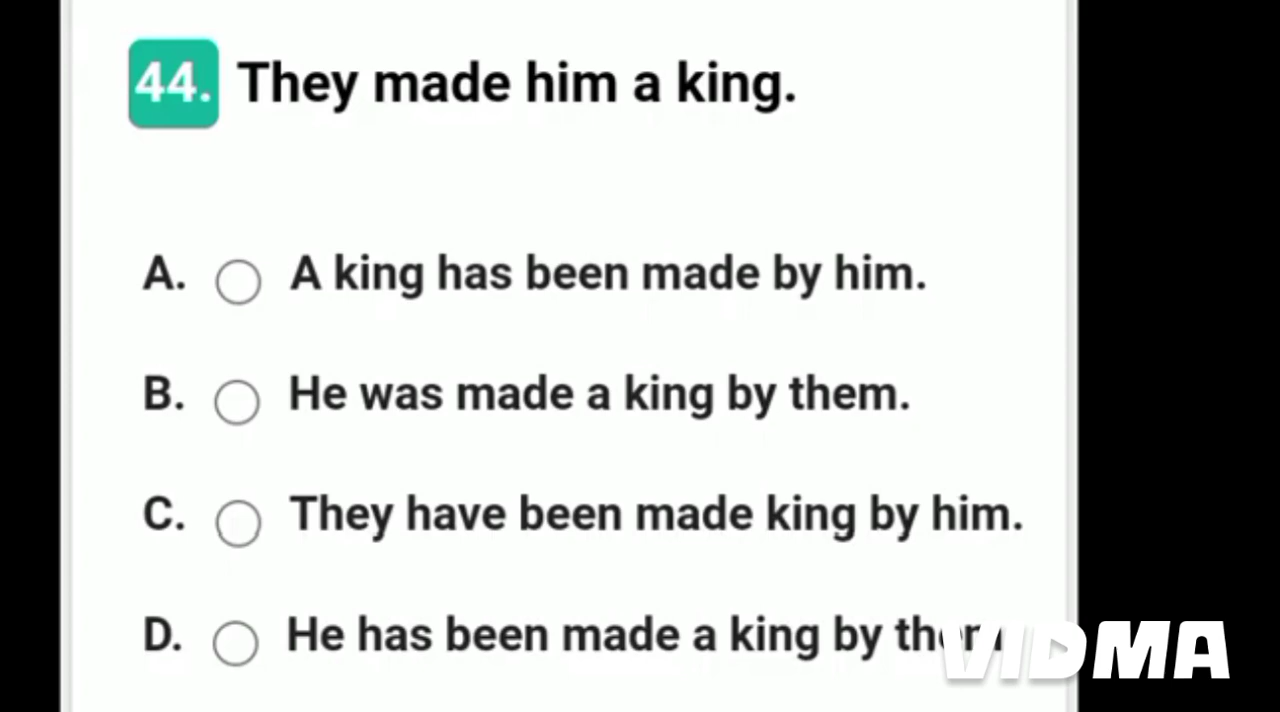 44. They made him a king.
A. A king has been made by him.
B. He was made a king by them.
C. They have been made king by him.
D. He has been made a king by
VIDMA